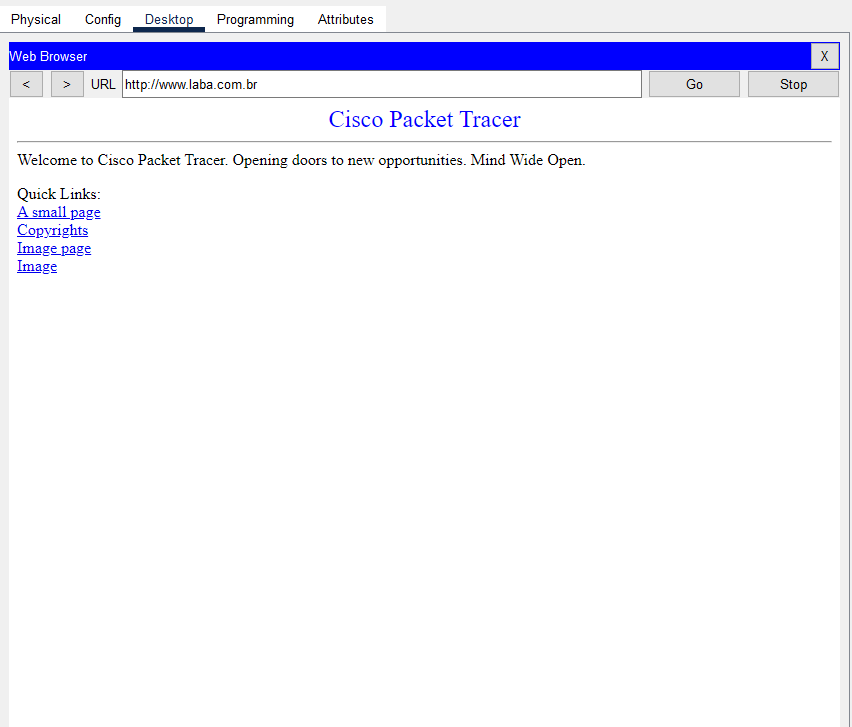 Physical Config Desktop Programming Attributes
Web Browser X
< > URL http://www.laba.com.br Go Stop
Cisco Packet Tracer
Welcome to Cisco Packet Tracer. Opening doors to new opportunities. Mind Wide Open.
Quick Links:
A small page
Copyrights
Image page
Image